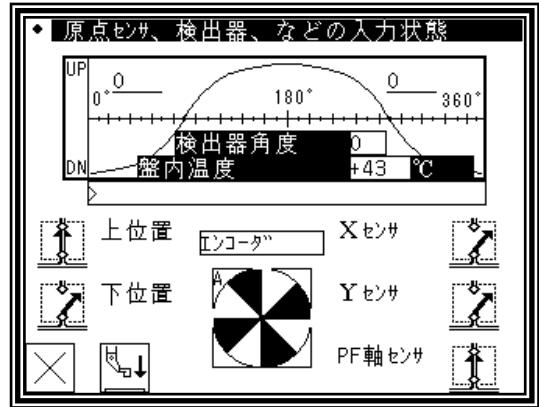 原点ｾﾝｻ、検出器、などの入力状態
UP
0° 0 180° 0 360°
検出器角度 0
DN 盤内温度 +43 ℃
上位置 ｴﾝｺｰﾀﾞ Xｾﾝｻ
下位置 A Yｾﾝｻ
PF軸ｾﾝｻ